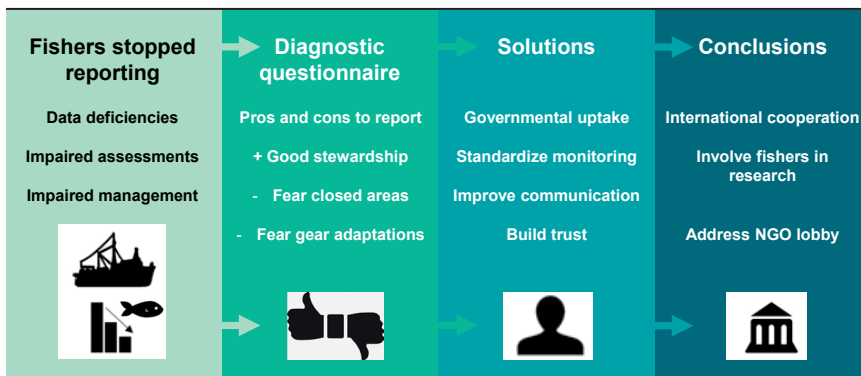 Fishers stopped
reporting
Data deficiencies
Impaired assessments
Impaired management
Diagnostic
questionnaire
Pros and cons to report
+ Good stewardship
- Fear closed areas
- Fear gear adaptations
Solutions
Governmental uptake
Standardize monitoring
Improve communication
Build trust
Conclusions
International cooperation
Involve fishers in
research
Address NGO lobby